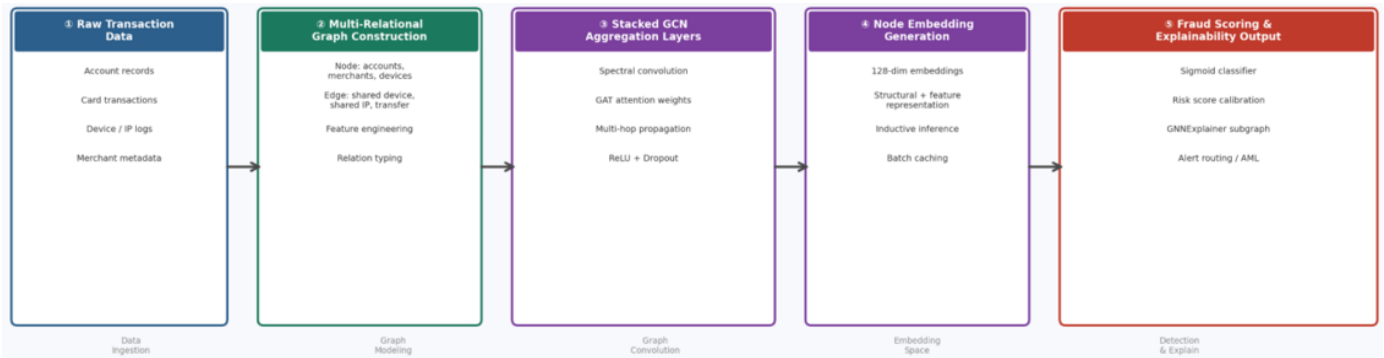 ① Raw Transaction
Data
Account records
Card transactions
Device / IP logs
Merchant metadata
② Multi-Relational
Graph Construction
Node: accounts,
merchants, devices
Edge: shared device,
shared IP, transfer
Feature engineering
Relation typing
③ Stacked GCN
Aggregation Layers
Spectral convolution
GAT attention weights
Multi-hop propagation
ReLU + Dropout
④ Node Embedding
Generation
128-dim embeddings
Structural + feature
representation
Inductive inference
Batch caching
⑤ Fraud Scoring &
Explainability Output
Sigmoid classifier
Risk score calibration
GNNExplainer subgraph
Alert routing / AML
Data
Ingestion
Graph
Modeling
Graph
Convolution
Embedding
Space
Detection
& Explain